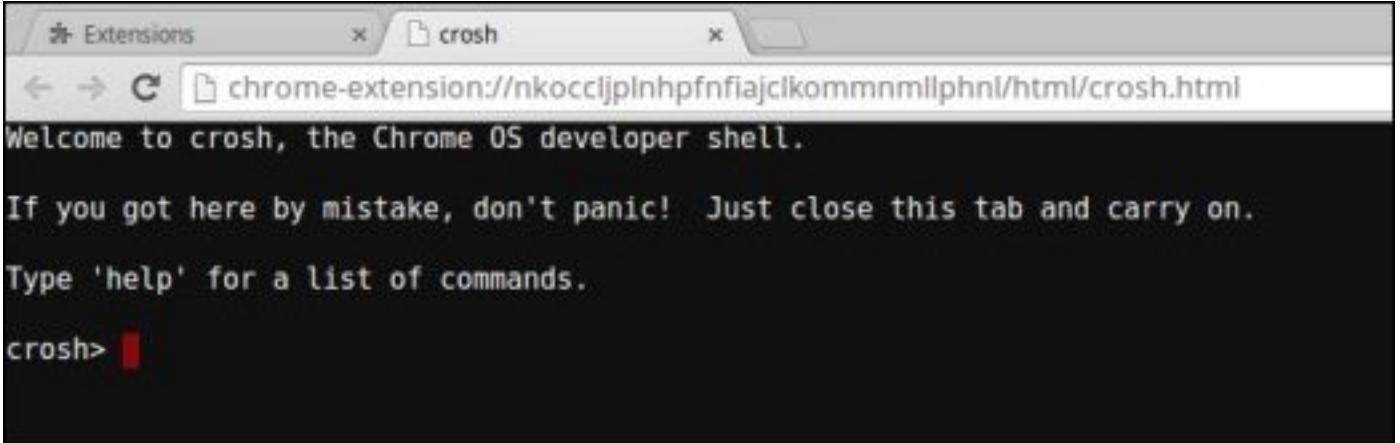 Extensions
crosh
chrome-extension://nkoccljplnhpfnfiajclkommnmllphnl/html/crosh.html
Welcome to crosh, the Chrome OS developer shell.
If you got here by mistake, don't panic!  Just close this tab and carry on.
Type 'help' for a list of commands.
crosh>